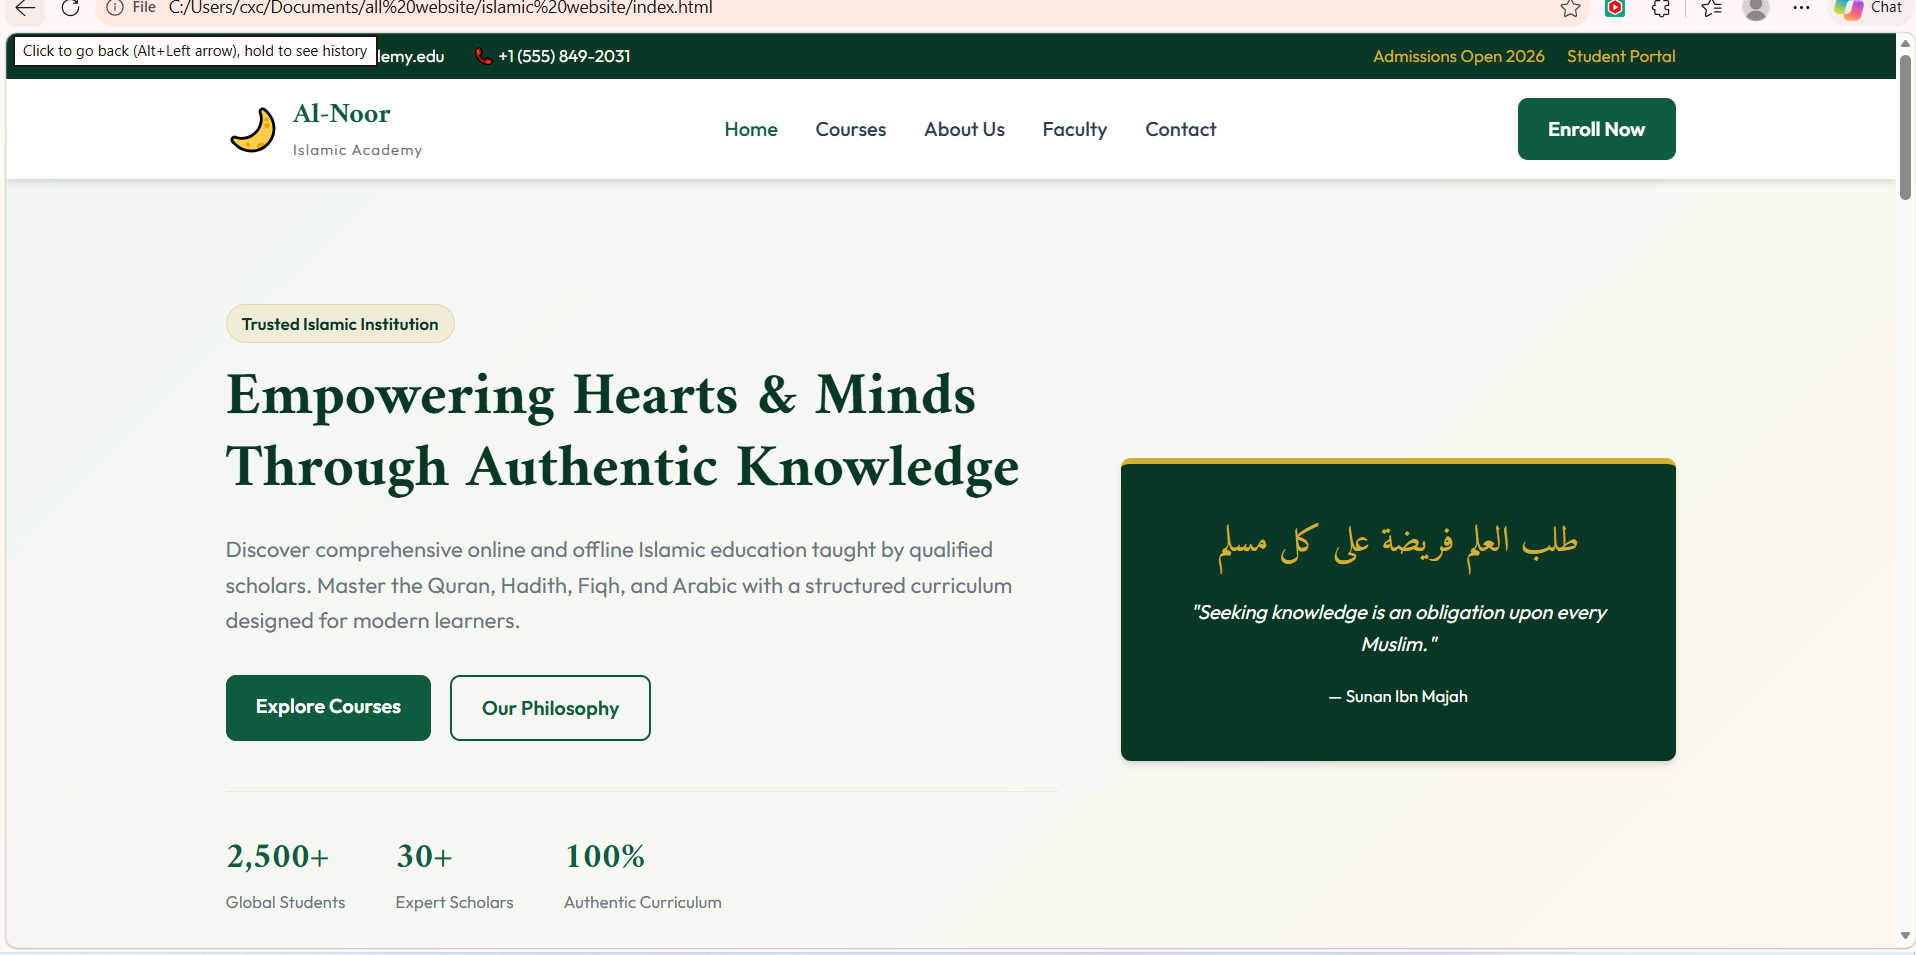 File C:/Users/cxc/Documents/all%20website/islamic%20website/index.html
Chat
Click to go back (Alt+Left arrow), hold to see history
lemy.edu +1 (555) 849-2031 Admissions Open 2026 Student Portal
Al-Noor
Islamic Academy
Home Courses About Us Faculty Contact
Enroll Now
Trusted Islamic Institution
Empowering Hearts & Minds
Through Authentic Knowledge
Discover comprehensive online and offline Islamic education taught by qualified
scholars. Master the Quran, Hadith, Fiqh, and Arabic with a structured curriculum
designed for modern learners.
Explore Courses Our Philosophy
2,500+ 30+ 100%
Global Students Expert Scholars Authentic Curriculum
طلب العلم فريضة على كل مسلم
"Seeking knowledge is an obligation upon every
Muslim."
— Sunan Ibn Majah